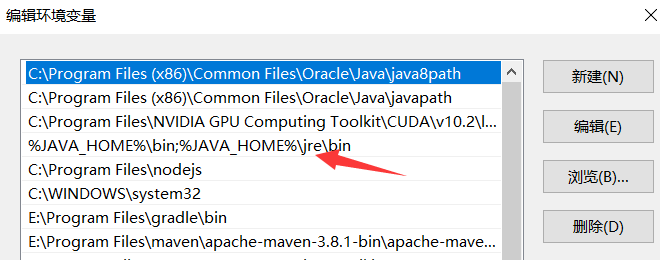 编辑环境变量
C:\Program Files (x86)\Common Files\Oracle\Java\java8path
C:\Program Files (x86)\Common Files\Oracle\Java\javapath
C:\Program Files\NVIDIA GPU Computing Toolkit\CUDA\v10.2\l...
%JAVA_HOME%\bin;%JAVA_HOME%\jre\bin
C:\Program Files\nodejs
C:\WINDOWS\system32
E:\Program Files\gradle\bin
E:\Program Files\maven\apache-maven-3.8.1-bin\apache-mave...
新建(N)
编辑(E)
浏览(B)...
删除(D)